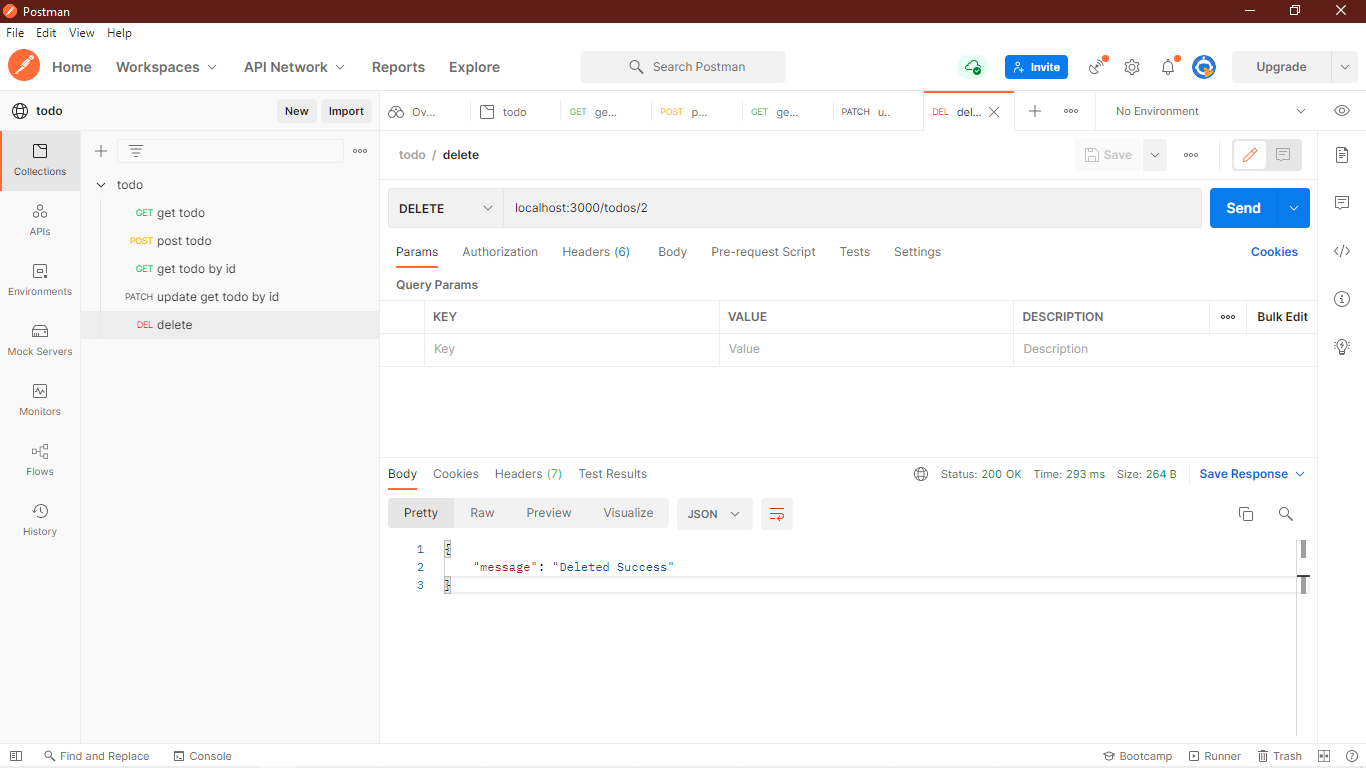 Postman
File Edit View Help
Home Workspaces API Network Reports Explore Search Postman Invite Upgrade
todo New Import Ov... todo GET ge... POST p... GET ge... PATCH u.. DEL del... No Environment
Collections
APIs
Environments
Mock Servers
Monitors
Flows
History
todo
GET get todo
POST post todo
GET get todo by id
PATCH update get todo by id
DEL delete
todo / delete Save
DELETE localhost:3000/todos/2 Send
Params Authorization Headers (6) Body Pre-request Script Tests Settings Cookies
Query Params
KEY VALUE DESCRIPTION Bulk Edit
Key Value Description
Body Cookies Headers (7) Test Results Status: 200 OK Time: 293 ms Size: 264 B Save Response
Pretty Raw Preview Visualize JSON
1 {
2 "message": "Deleted Success"
3 }
Find and Replace Console Bootcamp Runner Trash